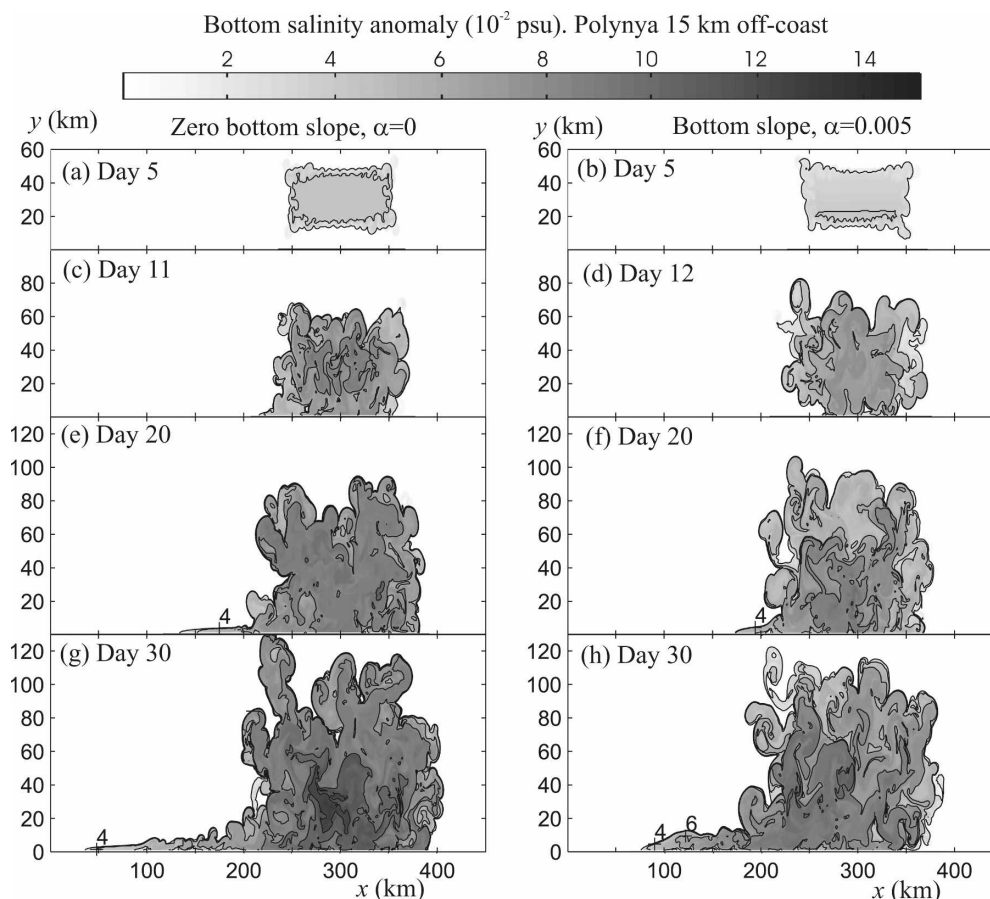 Bottom salinity anomaly (10⁻² psu). Polynya 15 km off-coast
2 4 6 8 10 12 14
y (km) Zero bottom slope, α=0 y (km) Bottom slope, α=0.005
60
40
20
(a) Day 5 (b) Day 5
80
60
40
20
(c) Day 11 (d) Day 12
120
100
80
60
40
20
(e) Day 20 (f) Day 20
4 4
120
100
80
60
40
20
0
(g) Day 30 (h) Day 30
4 4 6
0 100 200 300 400 0 100 200 300 400
x (km) x (km)